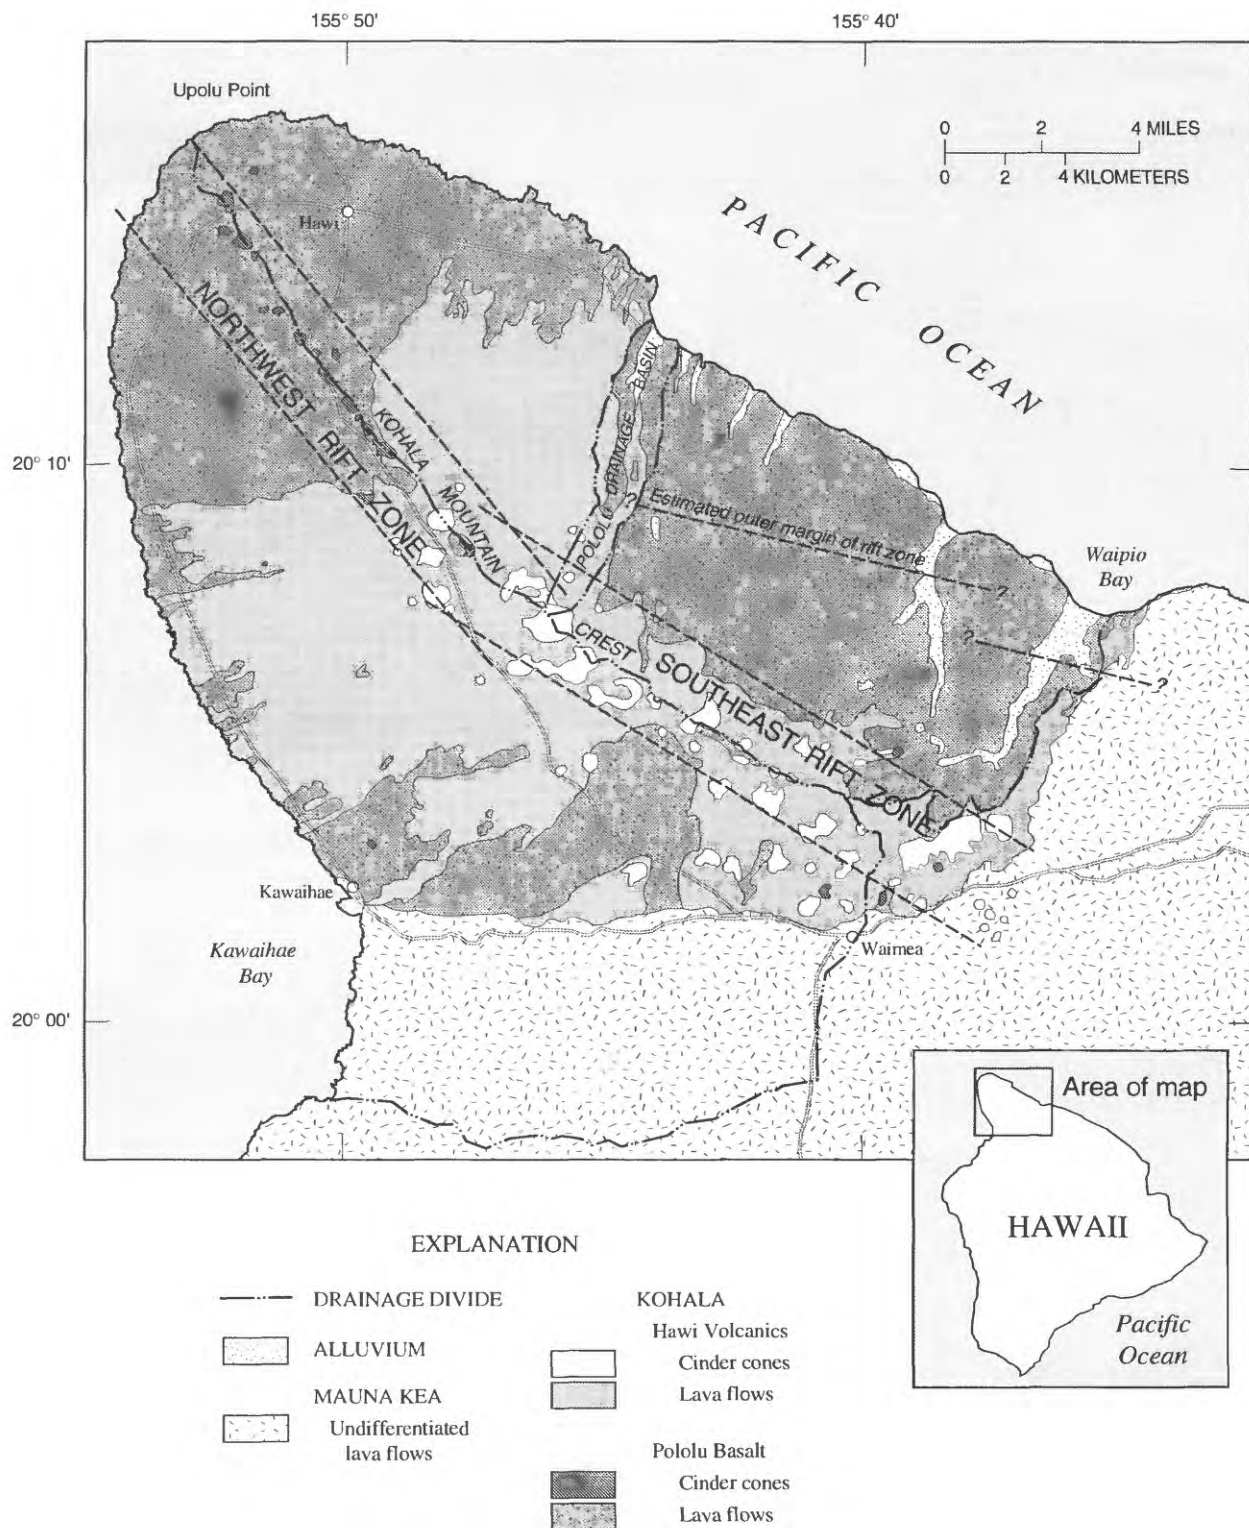 155° 50'
155° 40'
Upolu Point
0 2 4 MILES
0 2 4 KILOMETERS
Hawi
PACIFIC OCEAN
NORTHWEST RIFT ZONE
KOHALA MOUNTAIN CREST
POLOLU DRAINAGE BASIN
20° 10'
?
Estimated outer margin of rift zone
?
Waipio
Bay
?
?
SOUTHEAST RIFT ZONE
Kawaihae
Kawaihae
Bay
Waimea
20° 00'
Area of map
HAWAII
Pacific
Ocean
EXPLANATION
DRAINAGE DIVIDE
ALLUVIUM
MAUNA KEA
Undifferentiated
lava flows
KOHALA
Hawi Volcanics
Cinder cones
Lava flows
Pololu Basalt
Cinder cones
Lava flows